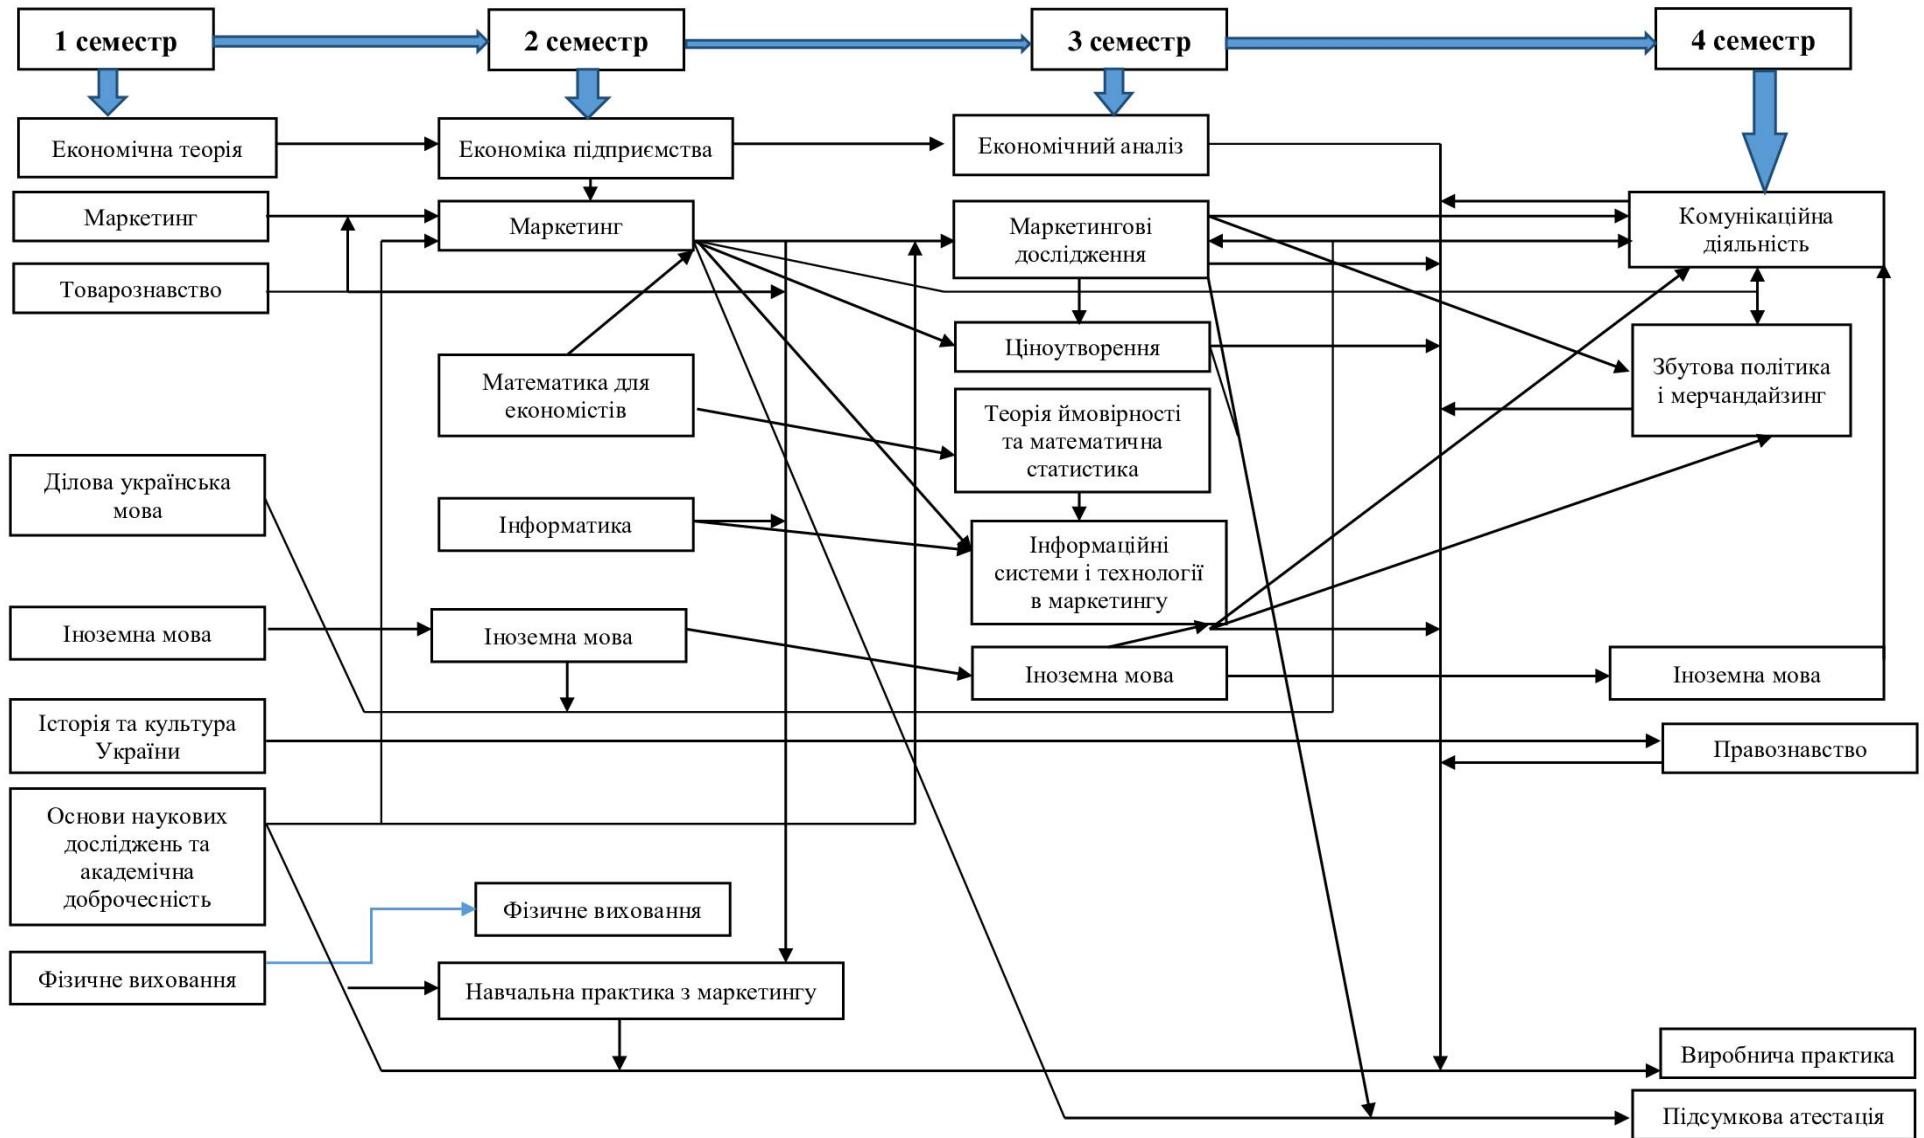 1 семестр
2 семестр
3 семестр
4 семестр
Економічна теорія
Економіка підприємства
Економічний аналіз
Маркетинг
Маркетинг
Маркетингові
дослідження
Комунікаційна
діяльність
Товарознавство
Ціноутворення
Збутова політика
і мерчандайзинг
Математика для
економістів
Теорія ймовірності
та математична
статистика
Ділова українська
мова
Інформатика
Інформаційні
системи і технології
в маркетингу
Іноземна мова
Іноземна мова
Іноземна мова
Іноземна мова
Історія та культура
України
Правознавство
Основи наукових
досліджень та
академічна
доброчесність
Фізичне виховання
Фізичне виховання
Навчальна практика з маркетингу
Виробнича практика
Підсумкова атестація